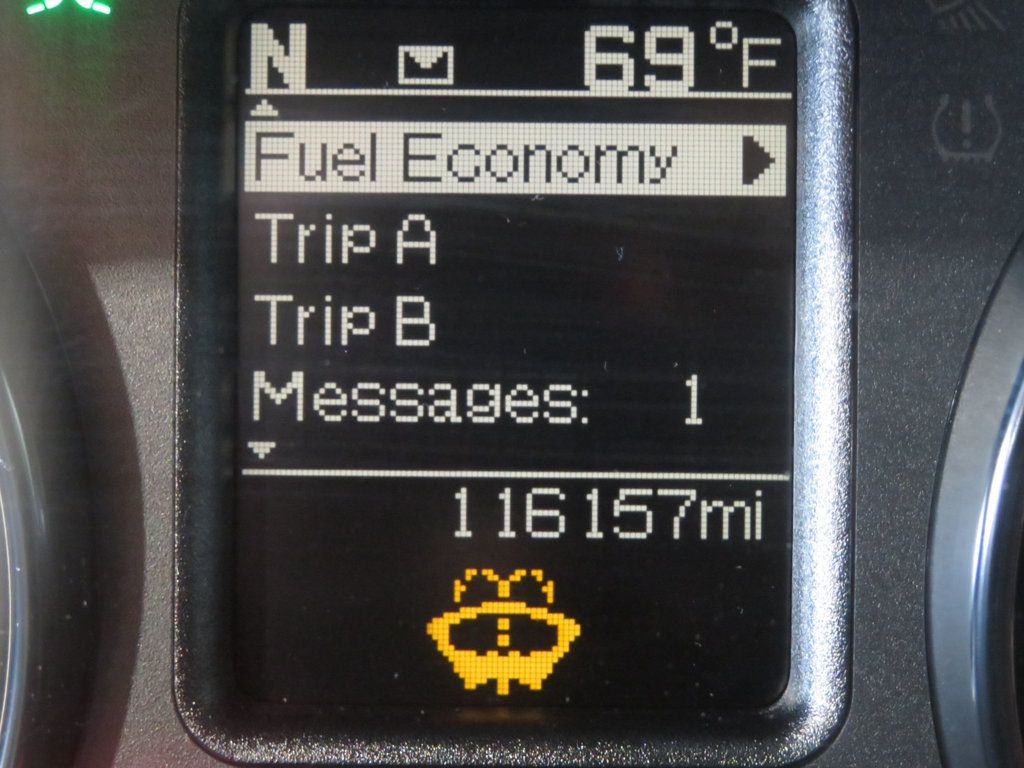 N 69°F
Fuel Economy
Trip A
Trip B
Messages: 1
116157mi